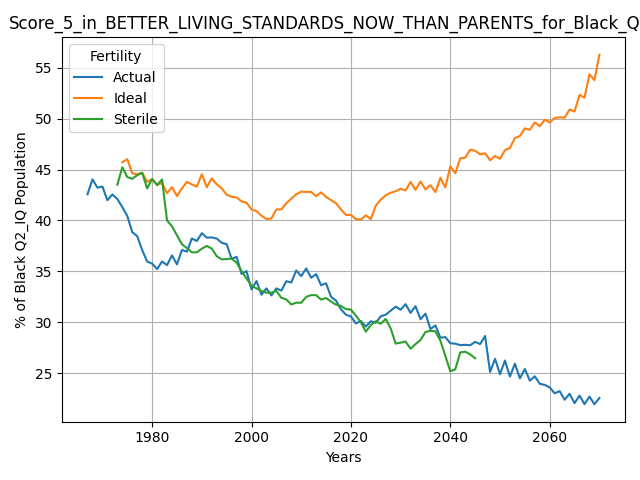 Score_5_in_BETTER_LIVING_STANDARDS_NOW_THAN_PARENTS_for_Black_Q
Fertility
Actual
Ideal
Sterile
% of Black Q2_IQ Population
55
50
45
40
35
30
25
1980
2000
2020
2040
2060
Years